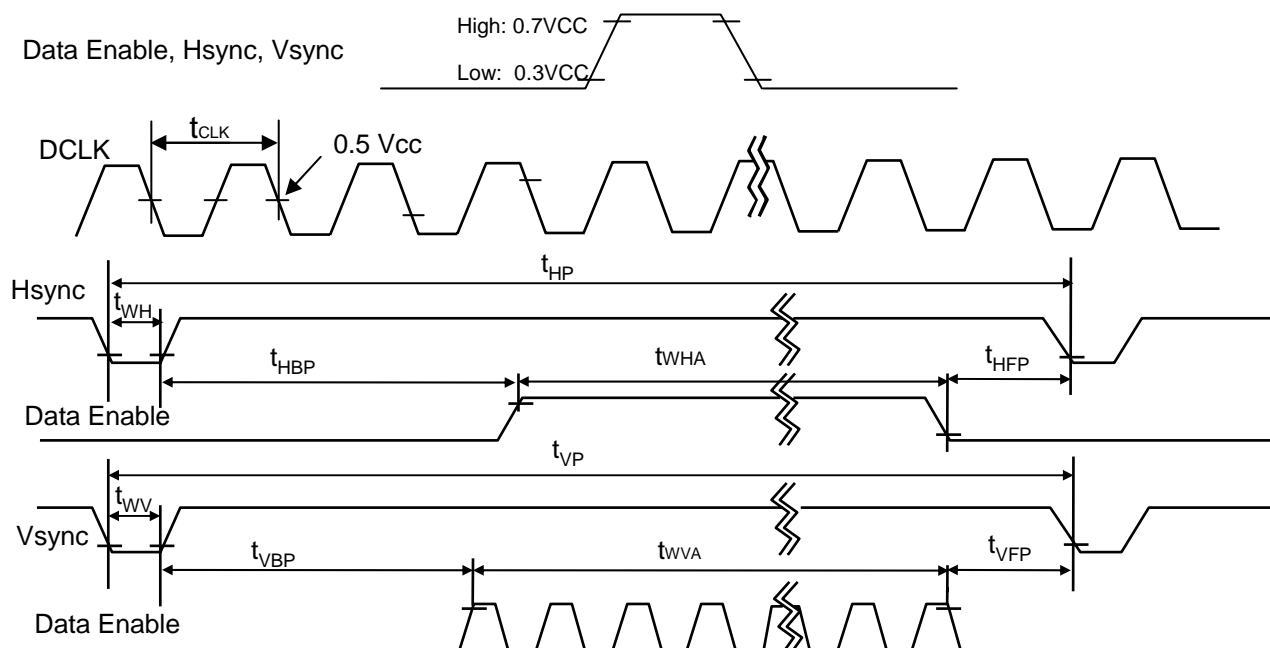 High: 0.7VCC
Data Enable, Hsync, Vsync
Low: 0.3VCC
tCLK
0.5 Vcc
DCLK
tHP
Hsync
tWH
tHBP
tWHA
tHFP
Data Enable
tVP
tWV
Vsync
tVBP
tWVA
tVFP
Data Enable